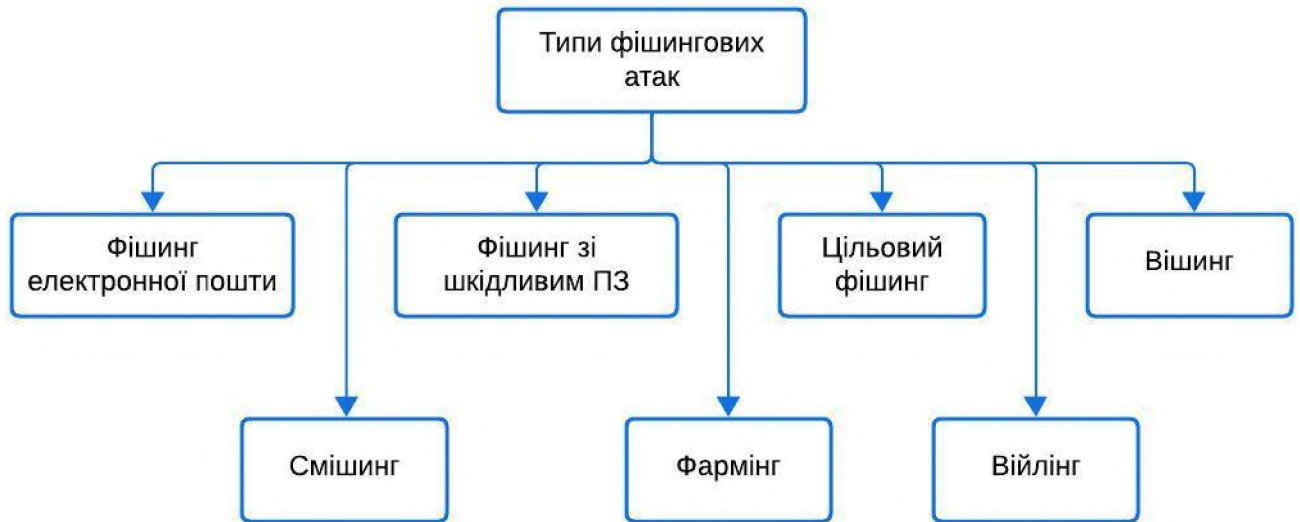 Типи фішингових
атак
Фішинг
електронної пошти
Фішинг зі
шкідливим ПЗ
Цільовий
фішинг
Вішинг
Смішинг
Фармінг
Війлінг